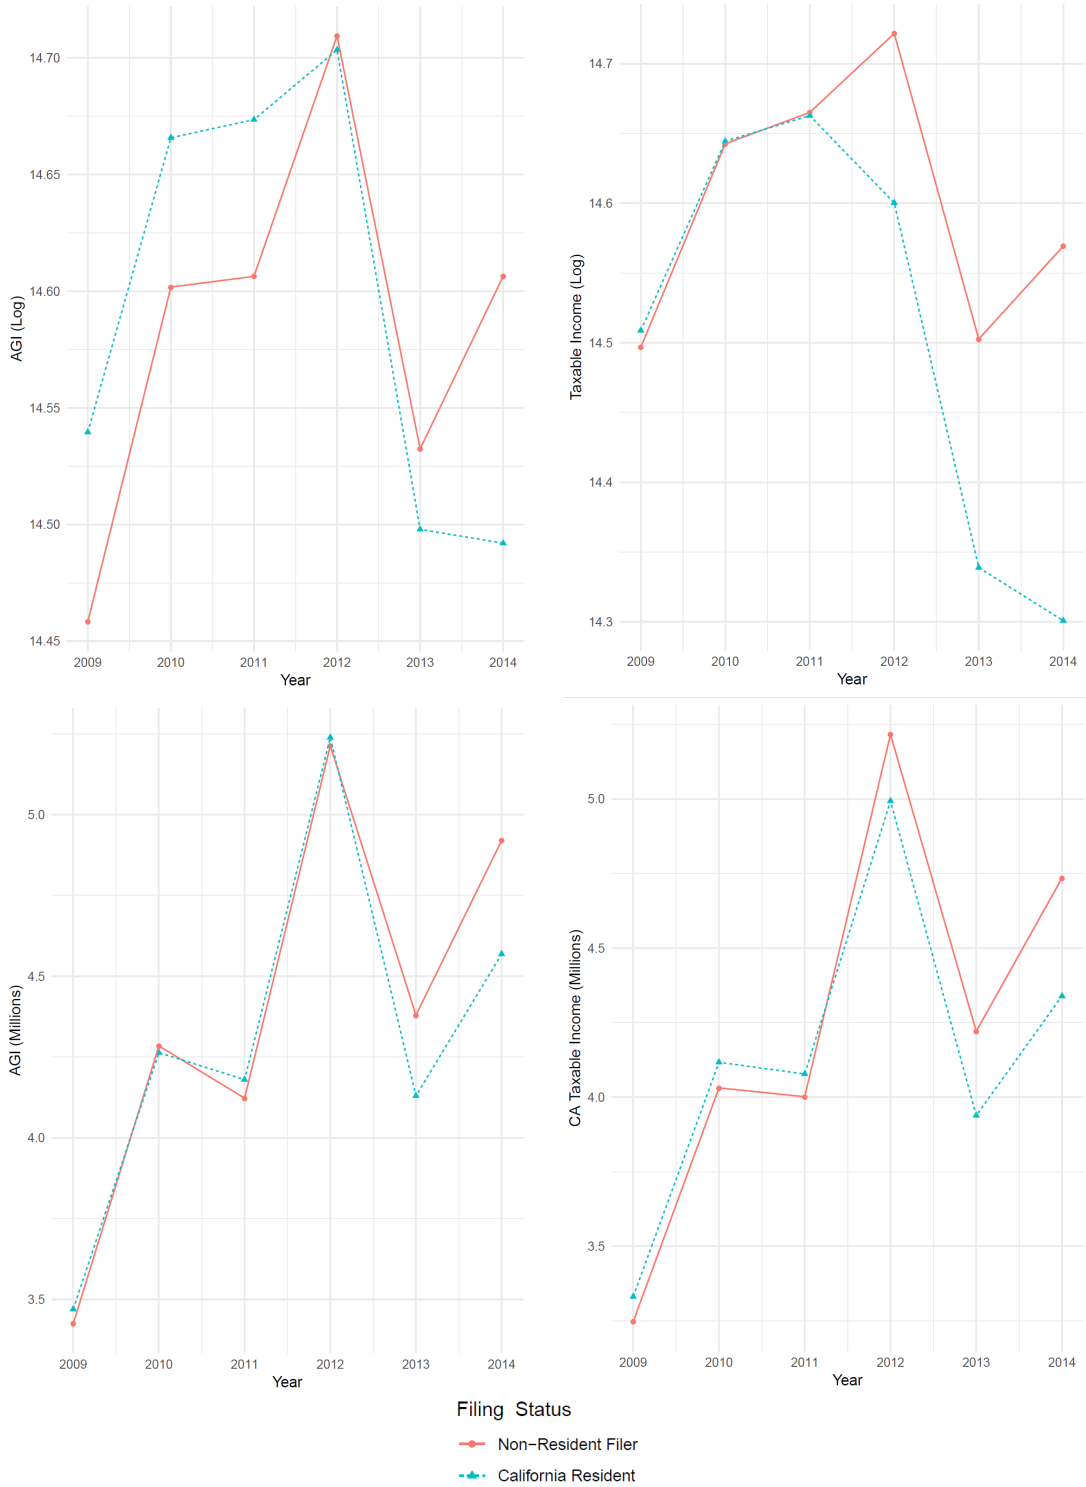 14.70
14.65
14.60
14.55
14.50
14.45
AGI (Log)
2009 2010 2011 2012 2013 2014
Year
14.7
14.6
14.5
14.4
14.3
Taxable Income (Log)
2009 2010 2011 2012 2013 2014
Year
5.0
4.5
4.0
3.5
AGI (Millions)
2009 2010 2011 2012 2013 2014
Year
5.0
4.5
4.0
3.5
CA Taxable Income (Millions)
2009 2010 2011 2012 2013 2014
Year
Filing Status
Non−Resident Filer
California Resident